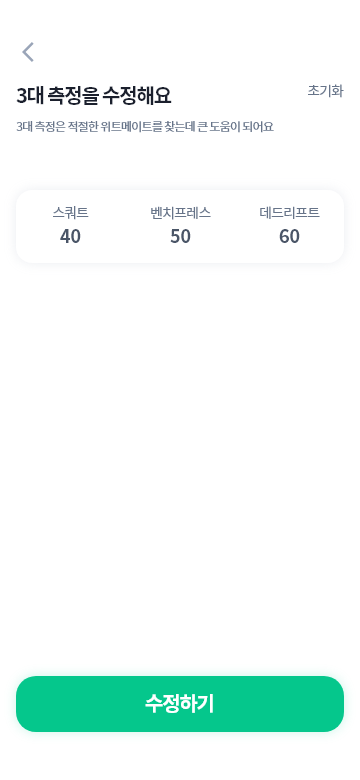 3대 측정을 수정해요
초기화
3대 측정은 적절한 위트메이트를 찾는데 큰 도움이 되어요
스쿼트 벤치프레스 데드리프트
40 50 60
수정하기